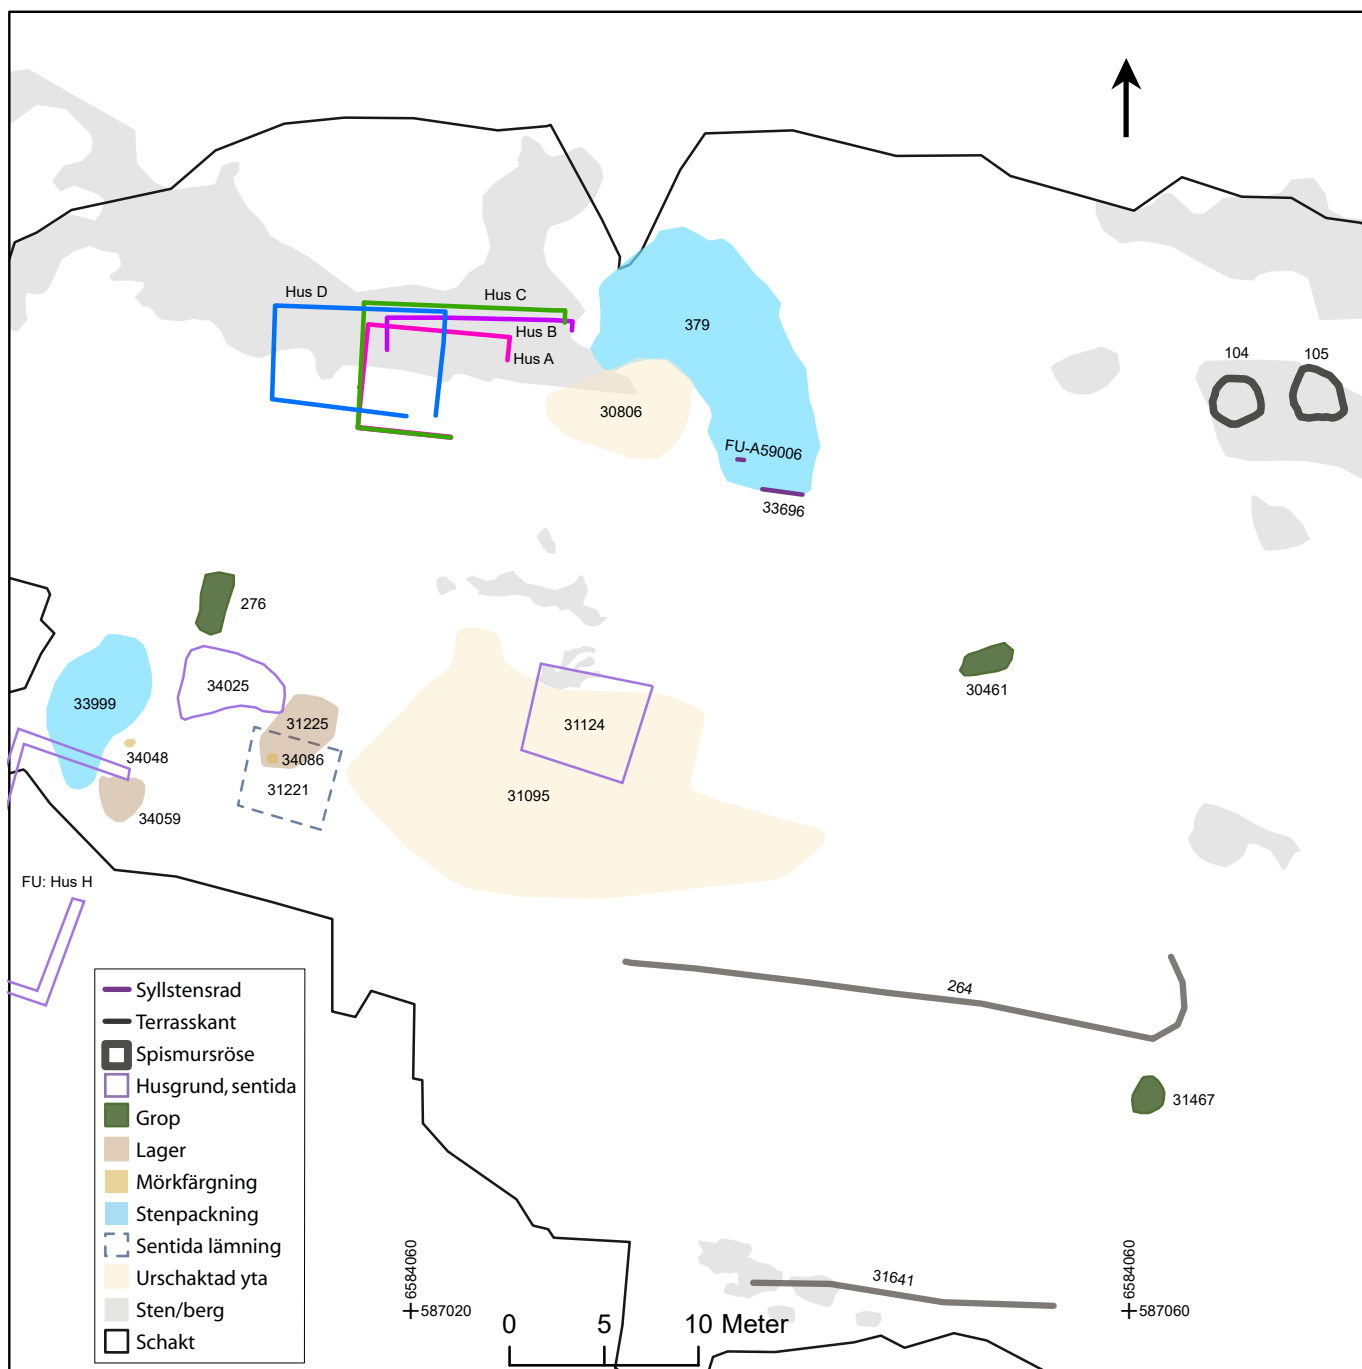 Hus D
Hus C
Hus B
Hus A
379
104
105
30806
FU-A59006
33696
276
34025
33999
31225
34048
34086
31221
34059
31124
31095
30461
FU: Hus H
264
31467
31641
Syllstensrad
Terrasskant
Spismursröse
Husgrund, sentida
Grop
Lager
Mörkfärgning
Stenpackning
Sentida lämning
Urschaktad yta
Sten/berg
Schakt
6584060
587020
6584060
587060
0 5 10 Meter